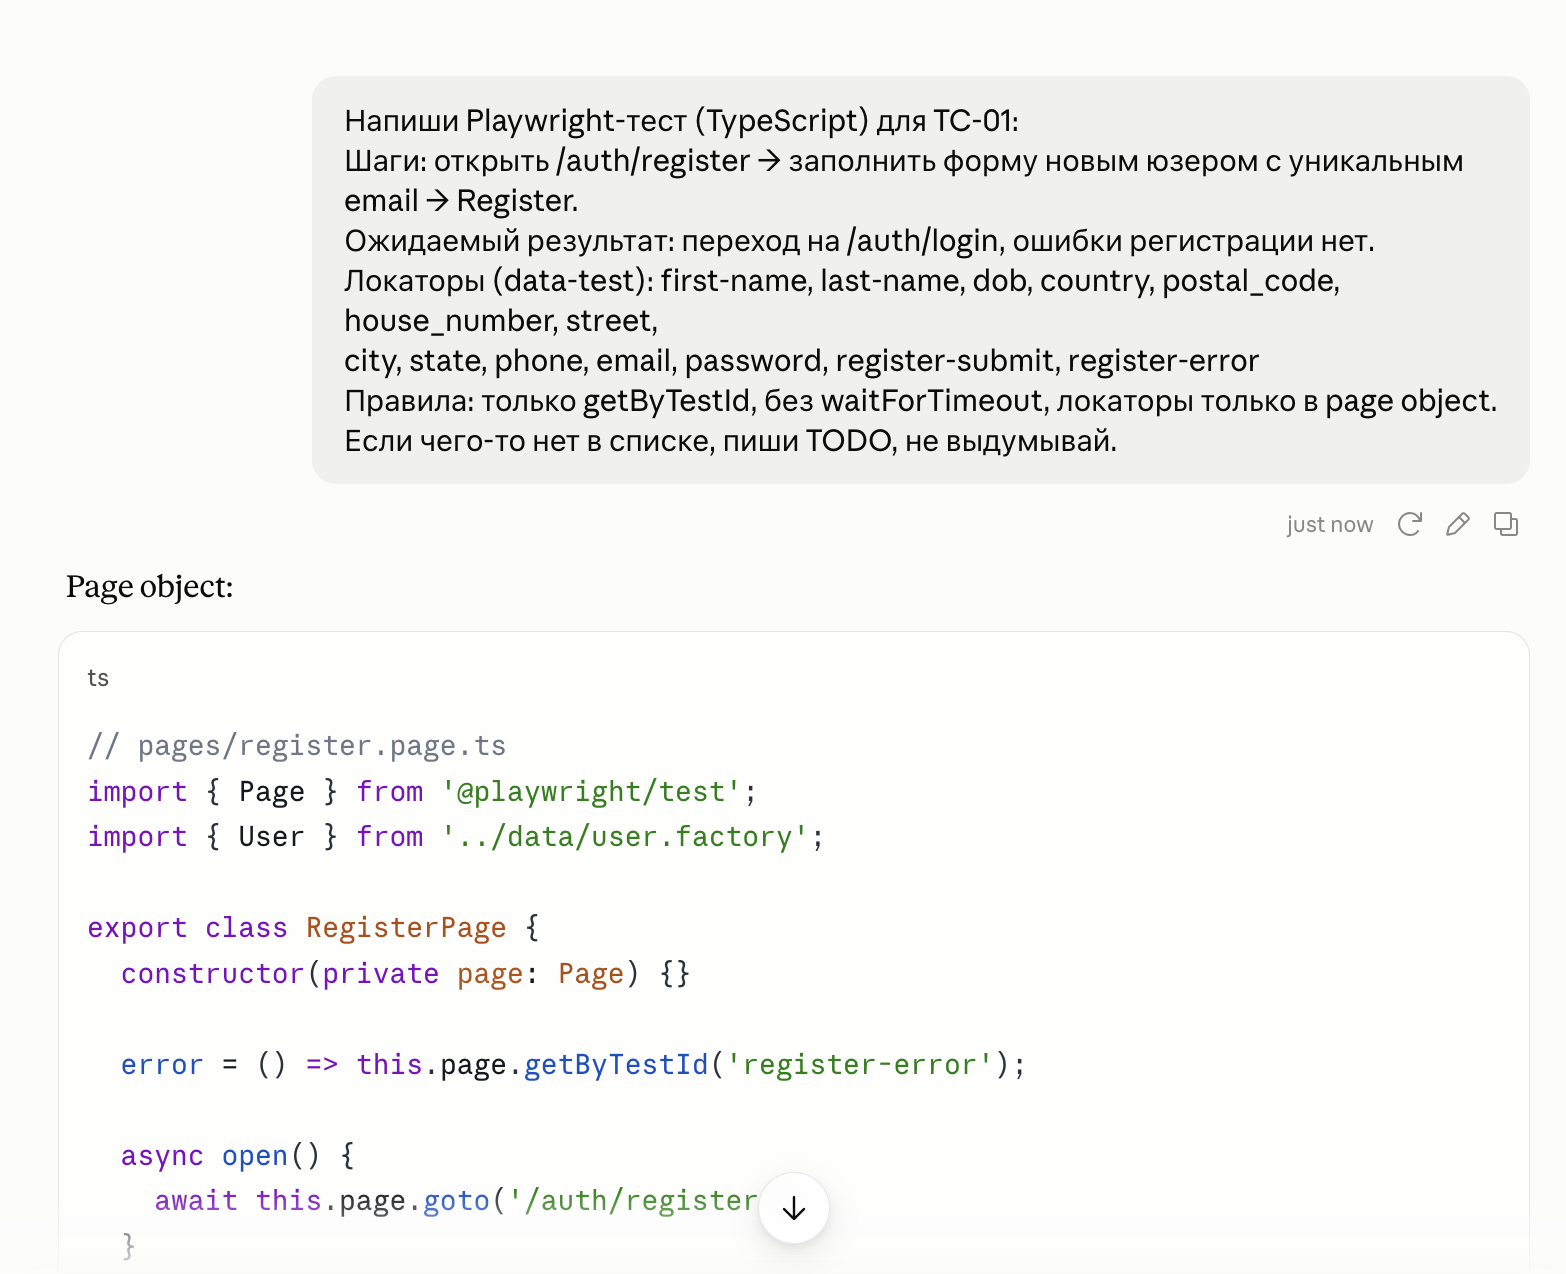 Напиши Playwright-тест (TypeScript) для TC-01:
Шаги: открыть /auth/register → заполнить форму новым юзером с уникальным
email → Register.
Ожидаемый результат: переход на /auth/login, ошибки регистрации нет.
Локаторы (data-test): first-name, last-name, dob, country, postal_code,
house_number, street,
city, state, phone, email, password, register-submit, register-error
Правила: только getByTestId, без waitForTimeout, локаторы только в page object.
Если чего-то нет в списке, пиши TODO, не выдумывай.
just now
Page object:
ts
// pages/register.page.ts
import { Page } from '@playwright/test';
import { User } from '../data/user.factory';
export class RegisterPage {
  constructor(private page: Page) {}
  error = () => this.page.getByTestId('register-error');
  async open() {
    await this.page.goto('/auth/register
  }